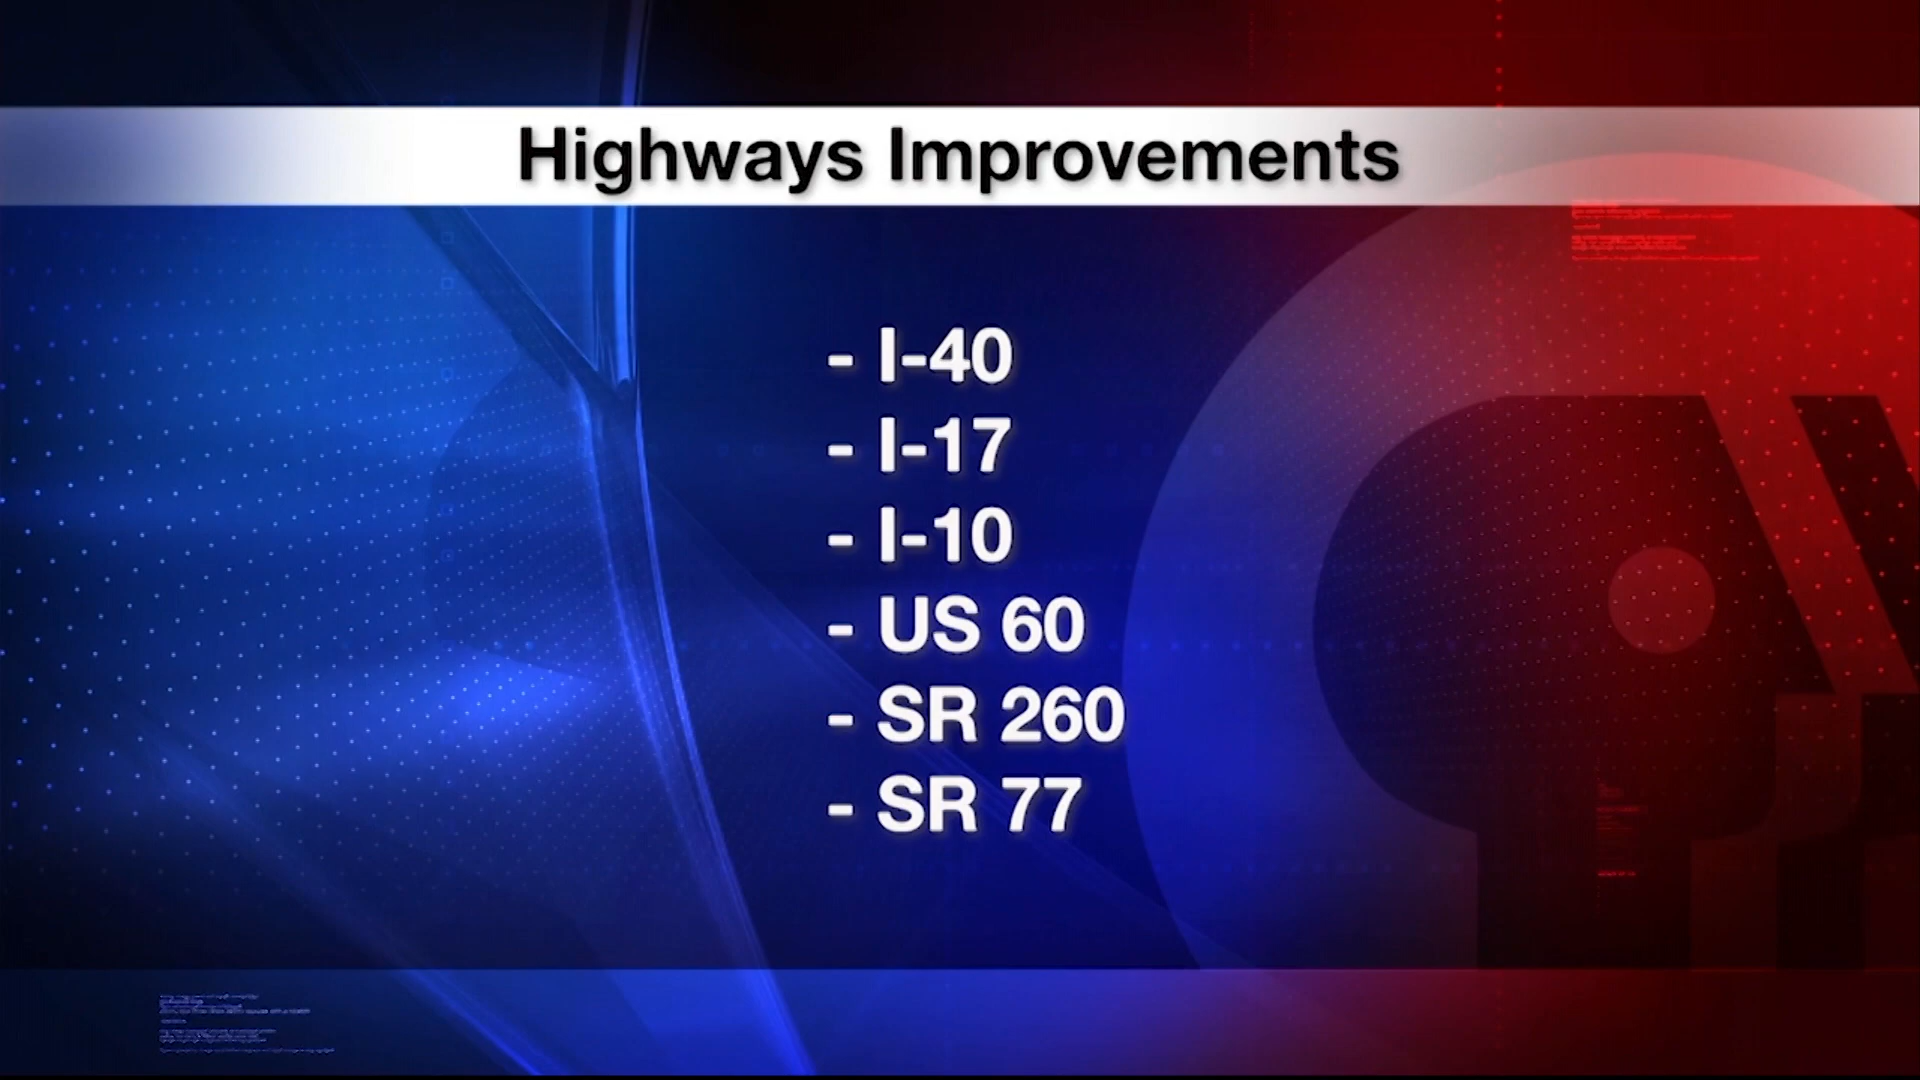 Highways Improvements
- I-40
- I-17
- I-10
- US 60
- SR 260
- SR 77